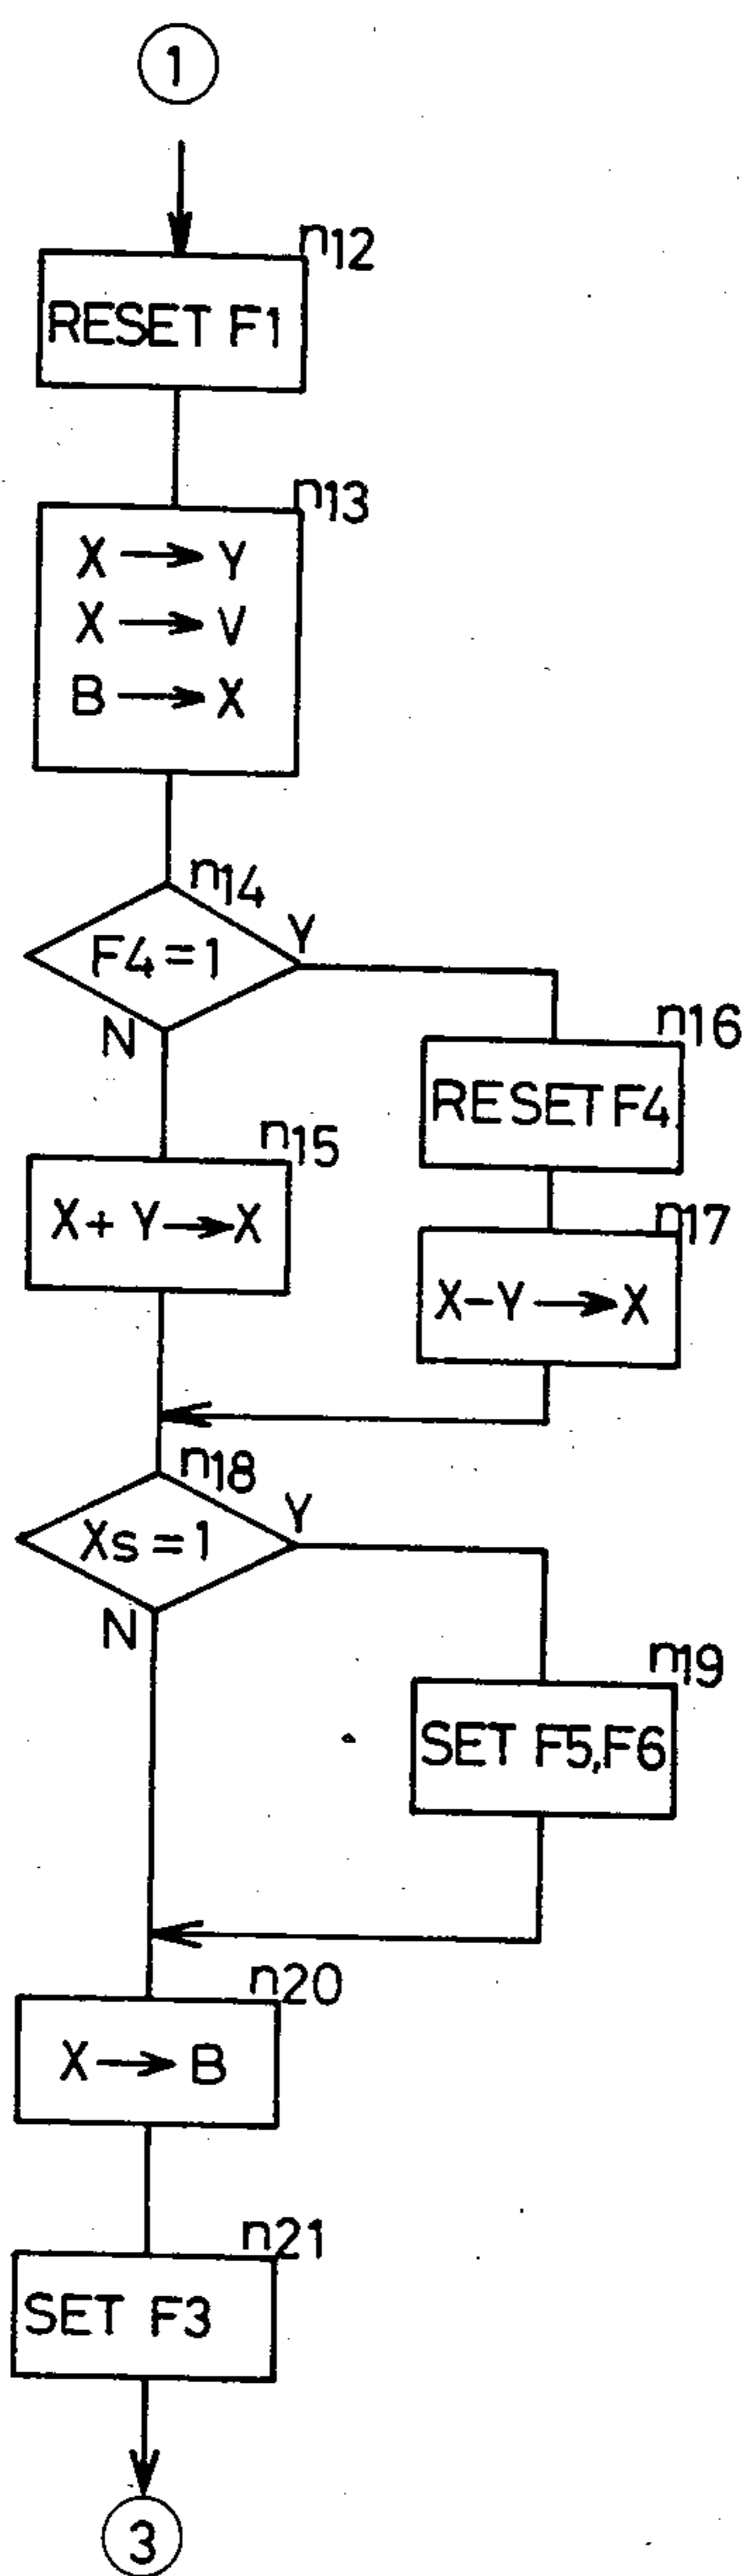 1
n12
RESET F1
n13
X → Y
X → V
B → X
n14
F4 = 1
Y
N
n16
RESET F4
n15
X + Y → X
n17
X - Y → X
n18
Xs = 1
Y
N
n19
SET F5, F6
n20
X → B
n21
SET F3
3